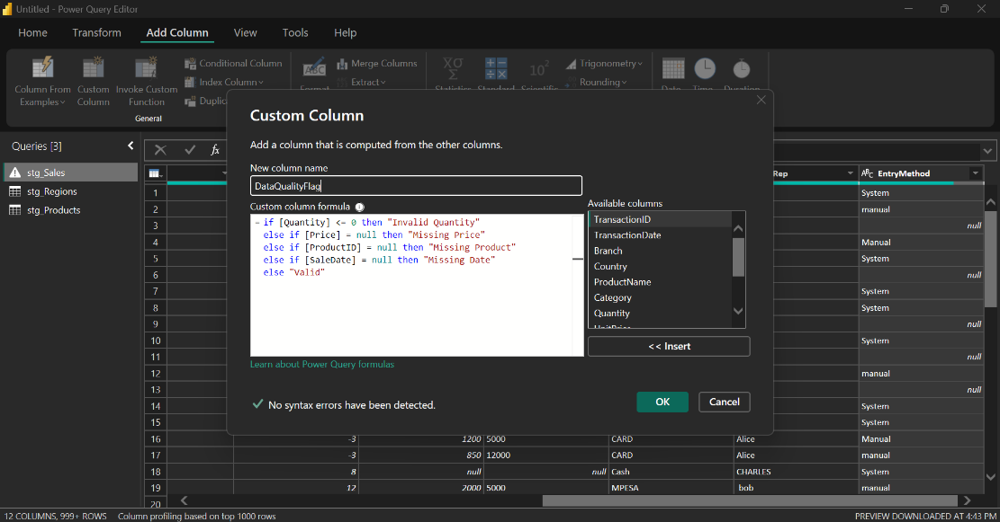 Untitled - Power Query Editor
Home Transform Add Column View Tools Help
Column From Examples
Custom Column
Invoke Custom Function
Conditional Column
Index Column
General
Merge Columns
Extract
Trigonometry
Rounding
Queries [3]
stg_Sales
stg_Regions
stg_Products
fx
Custom Column
Add a column that is computed from the other columns.
New column name
DataQualityFlag
Custom column formula
= if [Quantity] <= 0 then "Invalid Quantity"
else if [Price] = null then "Missing Price"
else if [ProductID] = null then "Missing Product"
else if [SaleDate] = null then "Missing Date"
else "Valid"
Learn about Power Query formulas
No syntax errors have been detected.
Available columns
TransactionID
TransactionDate
Branch
Country
ProductName
Category
Quantity
<< Insert
OK Cancel
Rep ABC EntryMethod
1 System
2 manual
3 null
4 Manual
5 System
6 null
7 System
8 System
9 null
10 System
11 null
12 manual
13 null
14 System
15 System
16 -3 1200 5000 CARD Alice Manual
17 -3 850 12000 CARD Alice manual
18 8 null null Cash CHARLES System
19 12 2000 5000 MPESA bob manual
20
12 COLUMNS, 999+ ROWS Column profiling based on top 1000 rows PREVIEW DOWNLOADED AT 4:43 PM